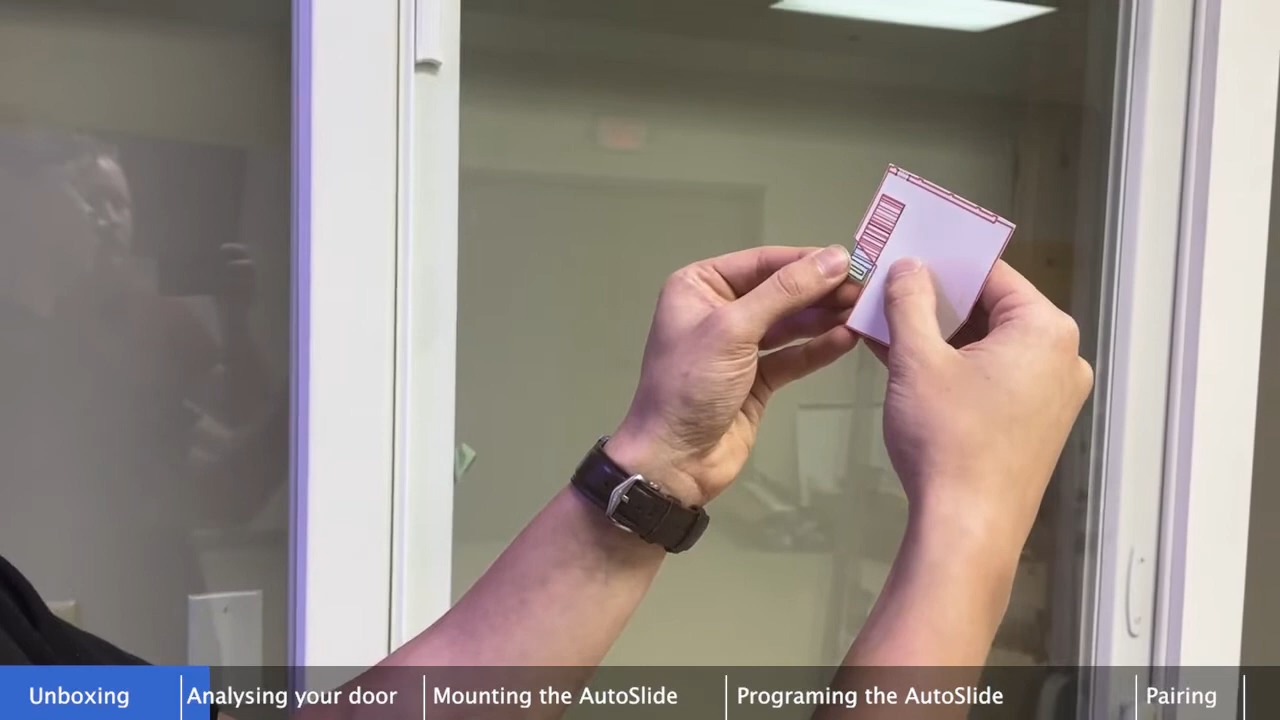 Unboxing
Analysing your door
Mounting the AutoSlide
Programing the AutoSlide
Pairing